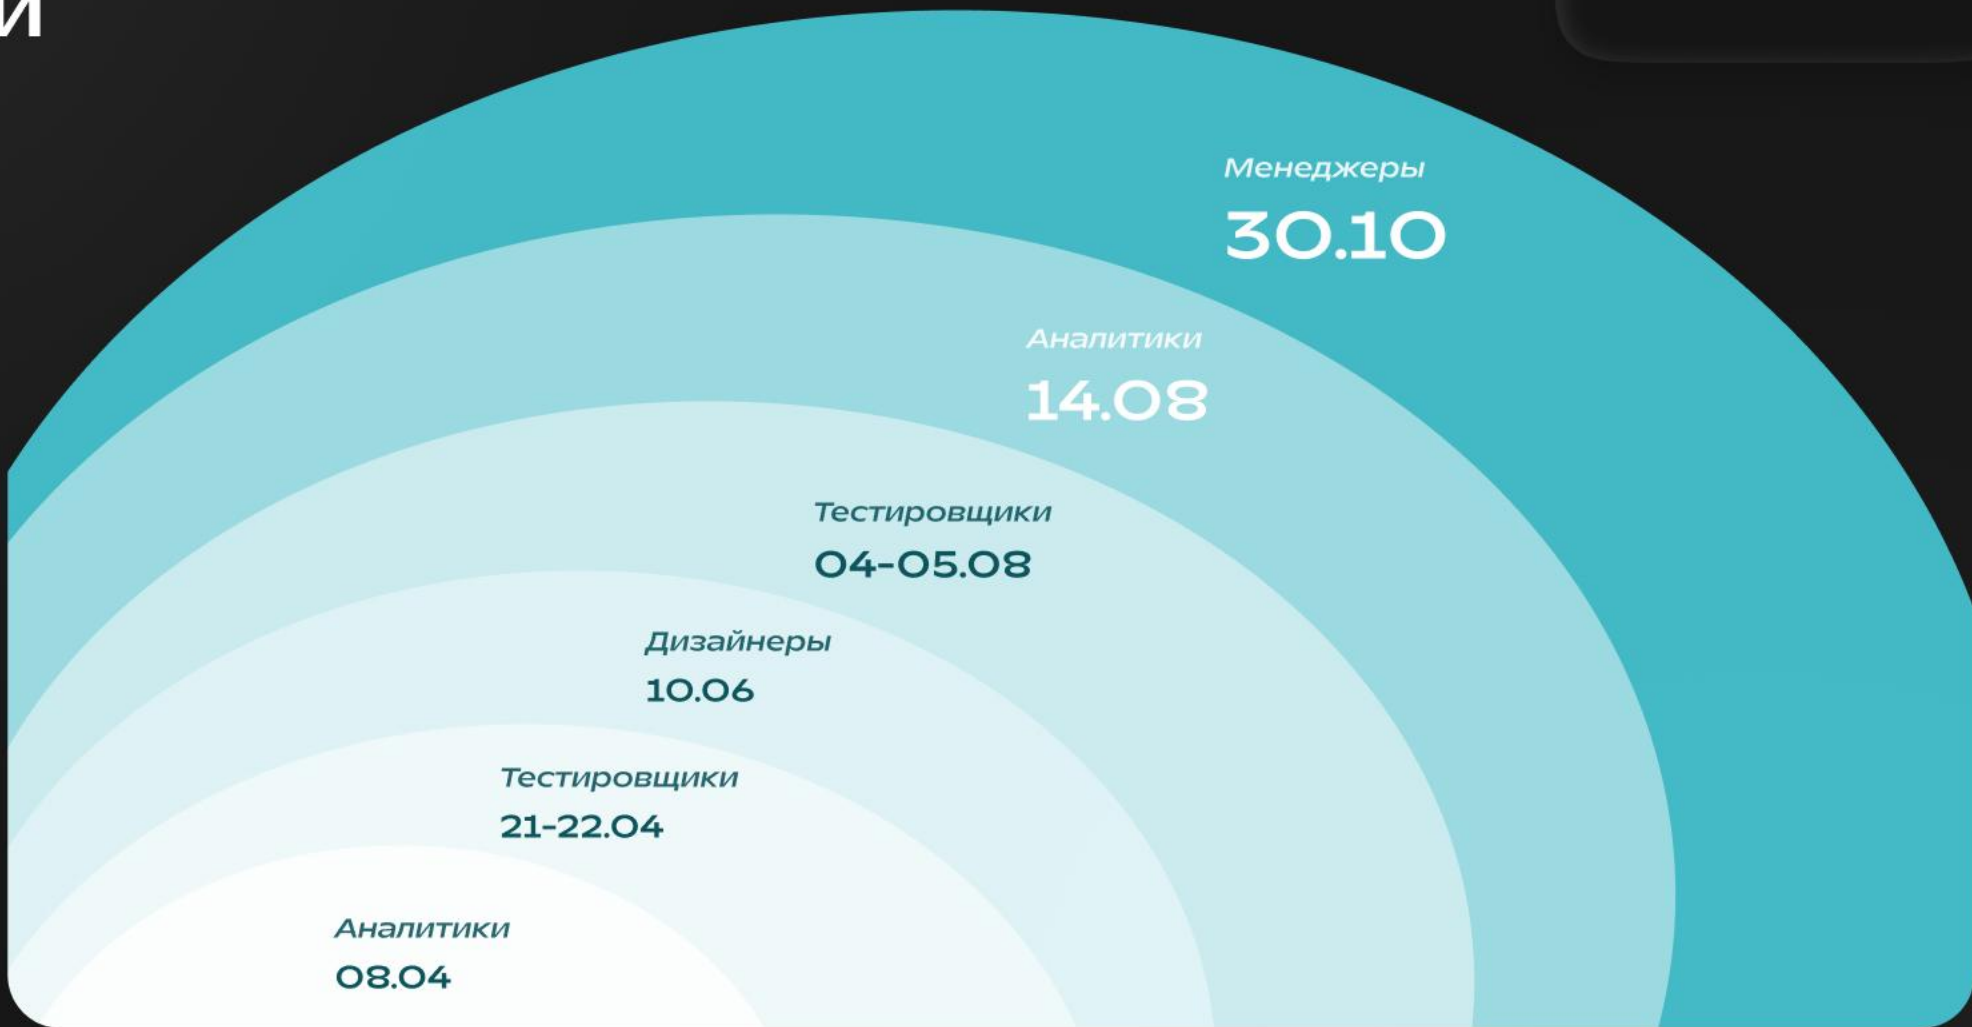 Менеджеры
30.10
Аналитики
14.08
Тестировщики
04-05.08
Дизайнеры
10.06
Тестировщики
21-22.04
Аналитики
08.04